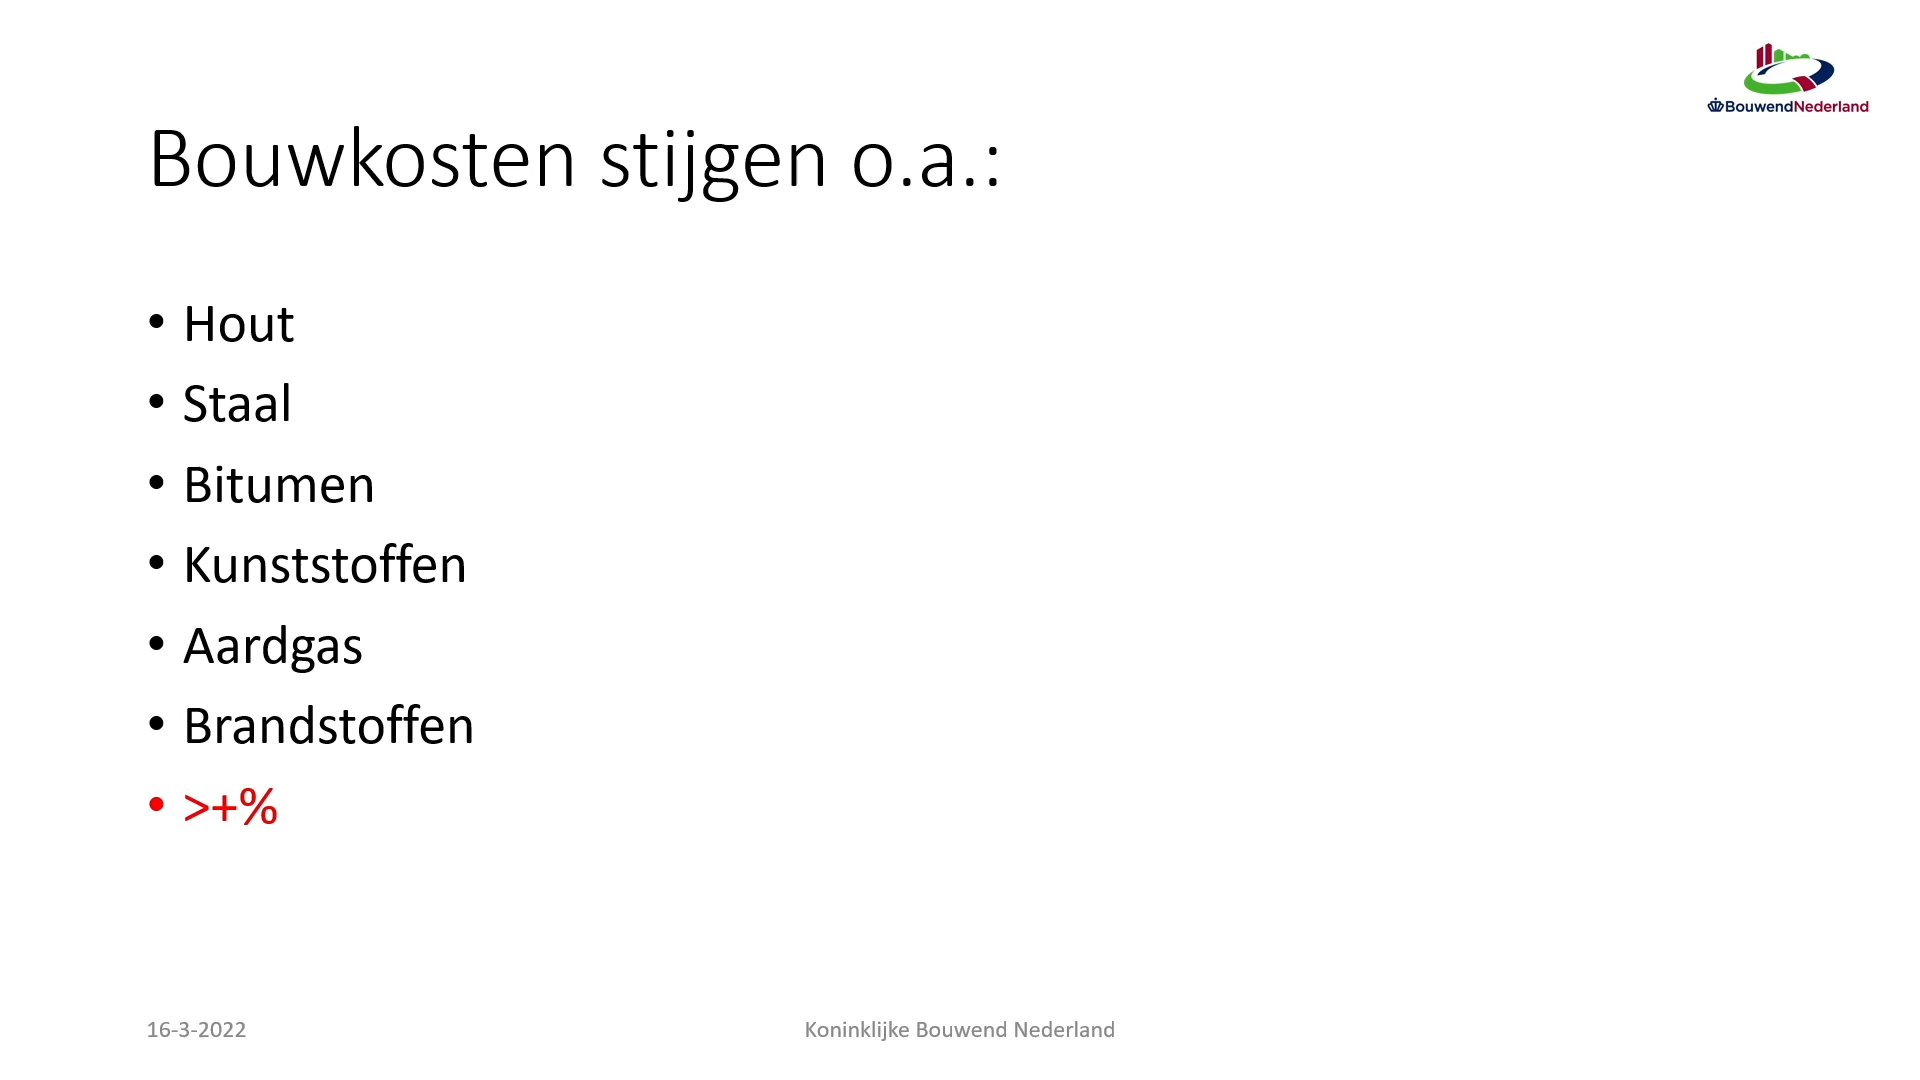 BouwendNederland
Bouwkosten stijgen o.a.:
• Hout
• Staal
• Bitumen
• Kunststoffen
• Aardgas
• Brandstoffen
• >+%
16-3-2022
Koninklijke Bouwend Nederland